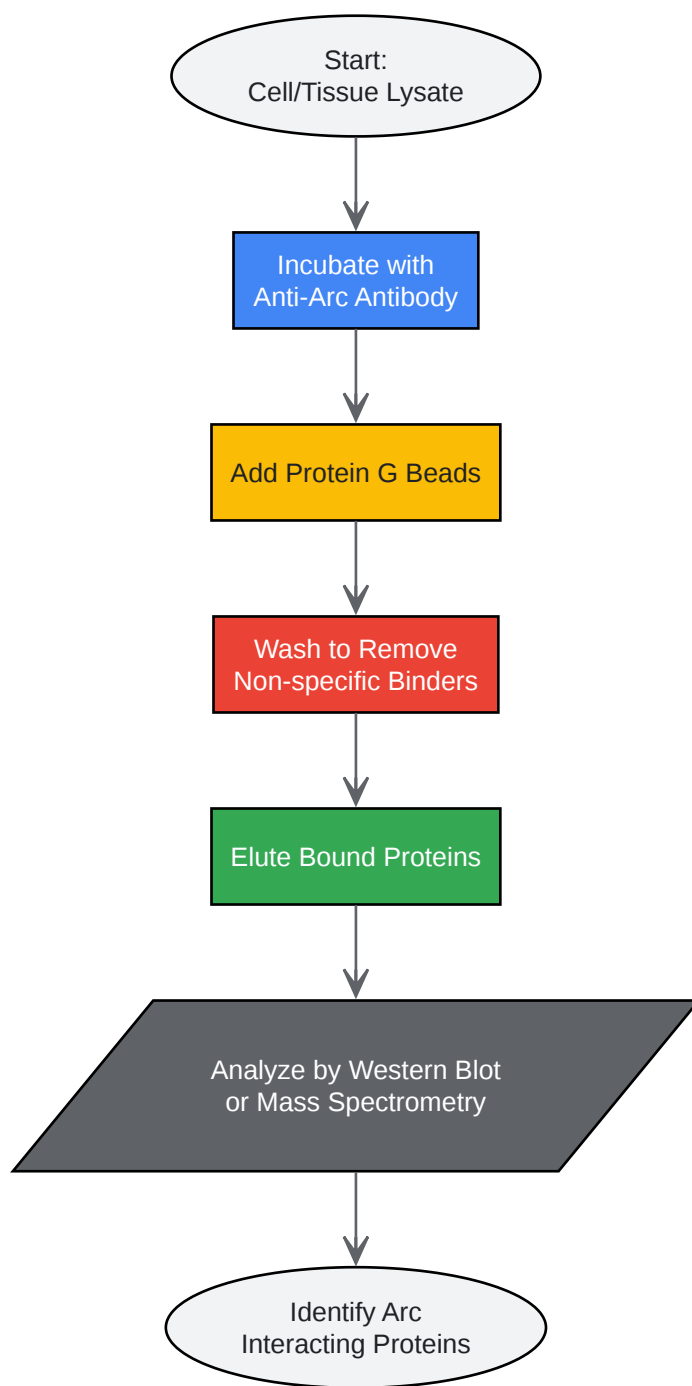 Start:
Cell/Tissue Lysate
Incubate with
Anti-Arc Antibody
Add Protein G Beads
Wash to Remove
Non-specific Binders
Elute Bound Proteins
Analyze by Western Blot
or Mass Spectrometry
Identify Arc
Interacting Proteins